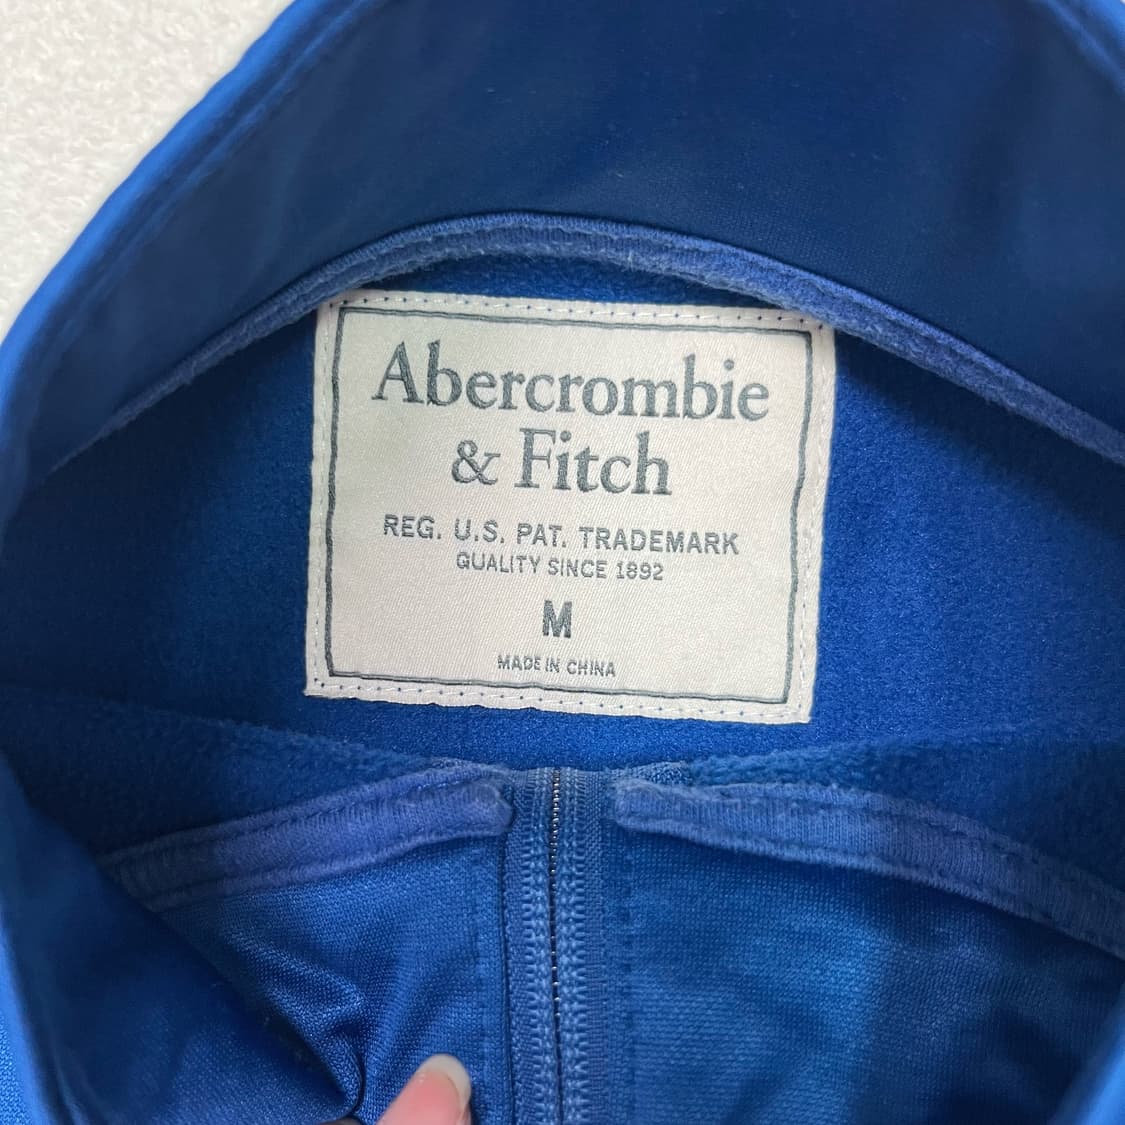 Abercrombie
& Fitch
REG. U.S. PAT. TRADEMARK
QUALITY SINCE 1892
M
MADE IN CHINA